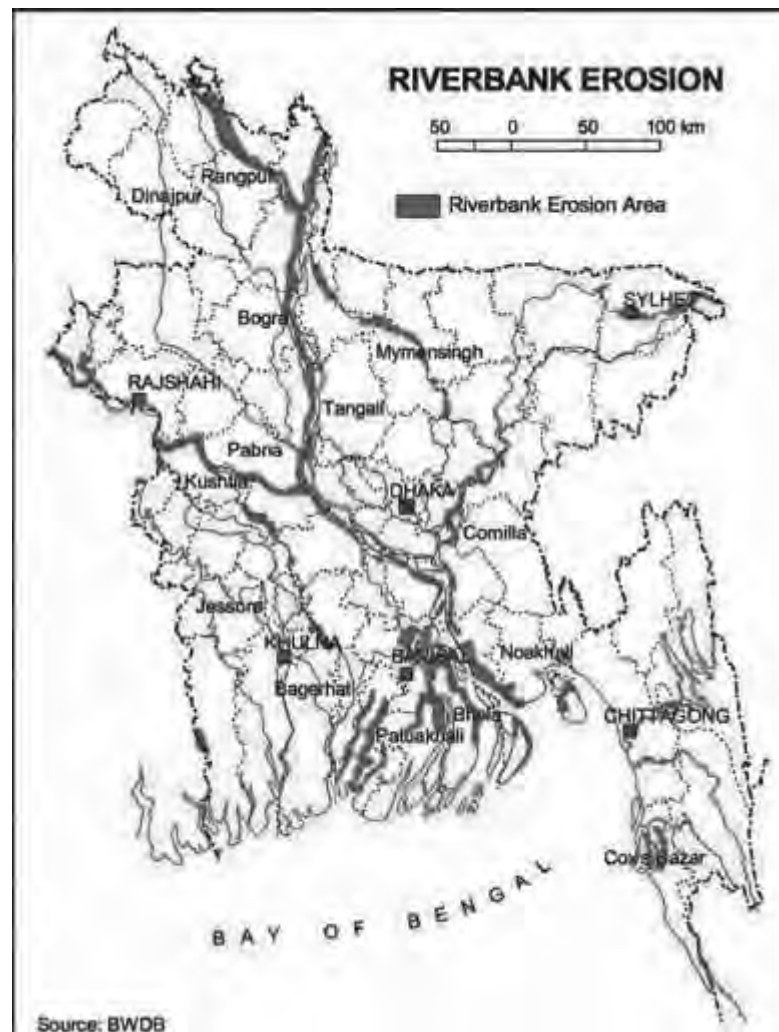 RIVERBANK EROSION
50 0 50 100 km
Riverbank Erosion Area
Rangpur
Dinajpur
SYLHET
Bogra
Mymensingh
RAJSHAHI
Tangail
Pabna
Kushtia
DHAKA
Comilla
Jessore
KHULNA
BARISAL
Noakhali
Bagerhat
Bhola
CHITTAGONG
Patuakhali
Cox's Bazar
BAY OF BENGAL
Source: BWDB